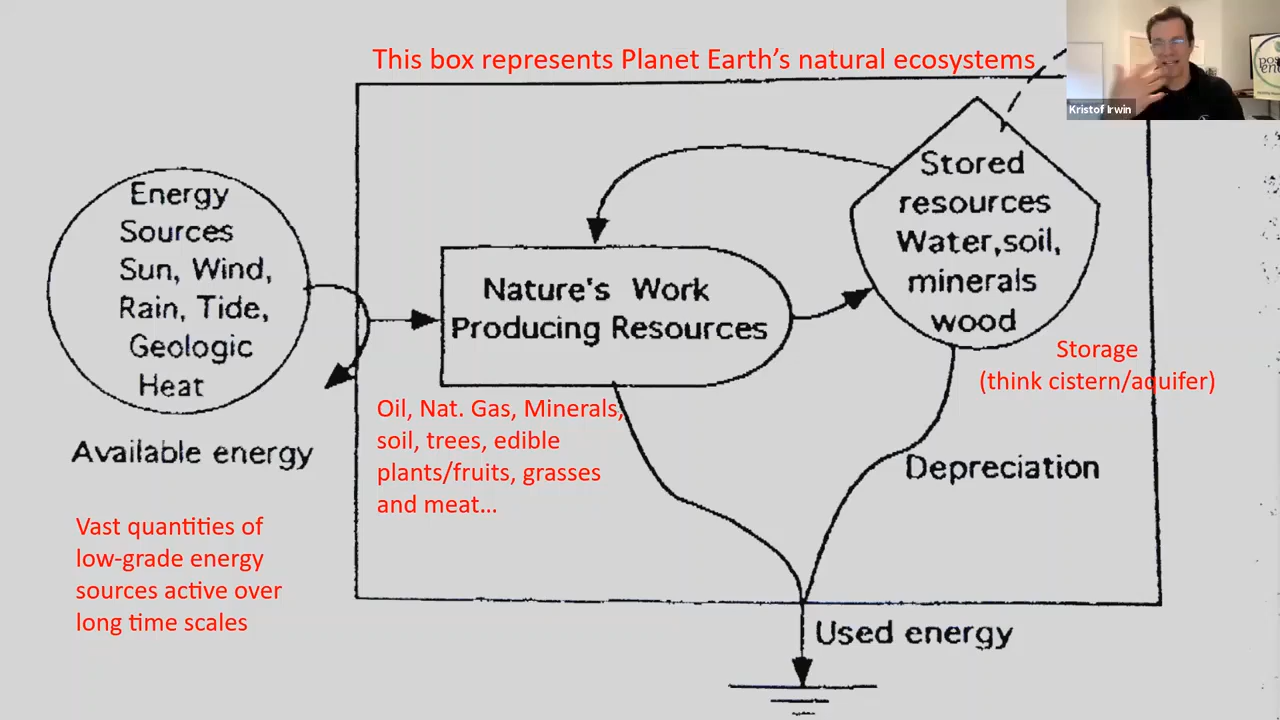 This box represents Planet Earth’s natural ecosystems
Kristof Irwin
Energy
Sources
Sun, Wind,
Rain, Tide,
Geologic
Heat
Available energy
Vast quantities of
low-grade energy
sources active over
long time scales
Nature's Work
Producing Resources
Oil, Nat. Gas, Minerals,
soil, trees, edible
plants/fruits, grasses
and meat...
Stored
resources
Water,soil,
minerals
wood
Storage
(think cistern/aquifer)
Depreciation
Used energy